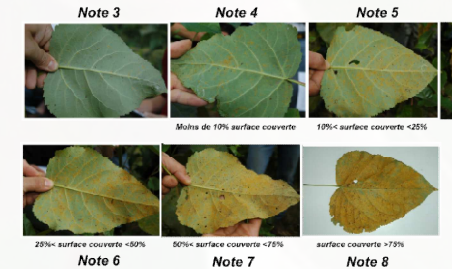 Note 3 Note 4 Note 5
Moins de 10% surface couverte 10%< surface couverte <25%
25%< surface couverte <50% 50%< surface couverte <75% surface couverte >75%
Note 6 Note 7 Note 8